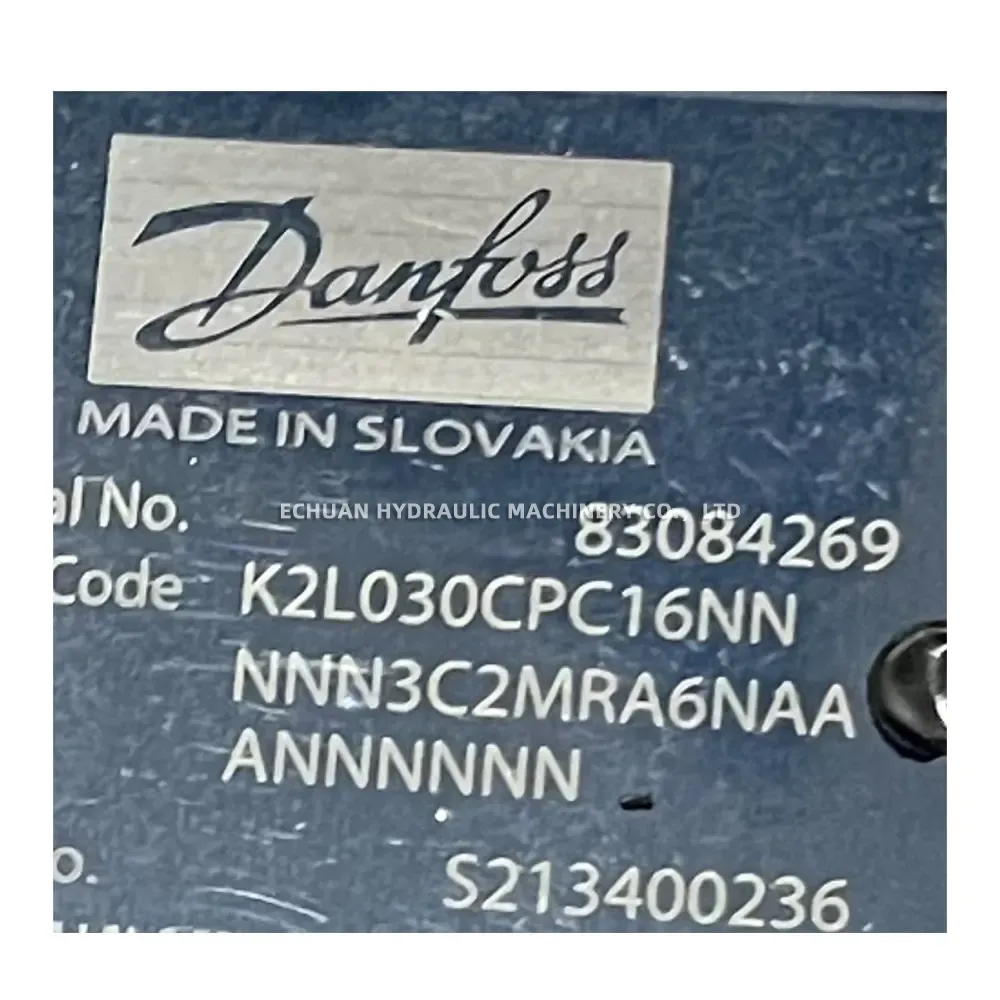 Danfoss
MADE IN SLOVAKIA
al No. 83084269
ECHUAN HYDRAULIC MACHINERY CO., LTD
Code K2L030CPC16NN
NNN3C2MRA6NAA
ANNNNNN
o. S213400236